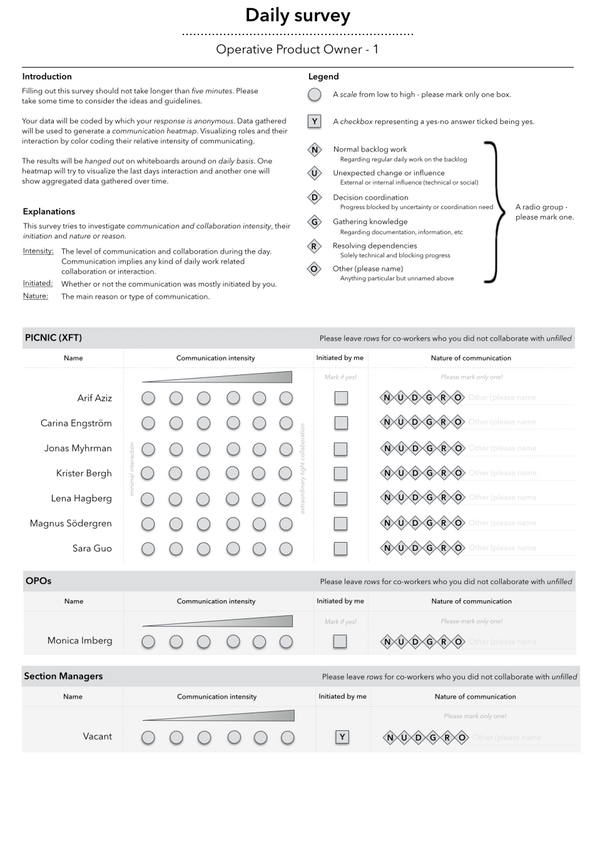 Daily survey
Operative Product Owner - 1
Introduction
Filling out this survey should not take longer than five minutes. Please
take some time to consider the ideas and guidelines.
Your data will be coded by which your response is anonymous. Data gathered
will be used to generate a communication heatmap. Visualizing roles and their
interaction by color coding their relative intensity of communicating.
The results will be hanged out on whiteboards around on daily basis. One
heatmap will try to visualize the last days interaction and another one will
show aggregated data gathered over time.
Explanations
This survey tries to investigate communication and collaboration intensity, their
initiation and nature or reason.
Intensity: The level of communication and collaboration during the day.
Communication implies any kind of daily work related
collaboration or interaction.
Initiated: Whether or not the communication was mostly initiated by you.
Nature: The main reason or type of communication.
Legend
A scale from low to high - please mark only one box.
Y A checkbox representing a yes-no answer ticked being yes.
N Normal backlog work
Regarding regular daily work on the backlog
U Unexpected change or influence
External or internal influence (technical or social)
D Decision coordination
Progress blocked by uncertainty or coordination need
G Gathering knowledge
Regarding documentation, information, etc
R Resolving dependencies
Solely technical and blocking progress
O Other (please name)
Anything particular but unnamed above
A radio group -
please mark one.
PICNIC (XFT) Please leave rows for co-workers who you did not collaborate with unfilled
Name Communication intensity Initiated by me Nature of communication
Mark if yes! Please mark only one!
minimal interaction
extraordinary tight collaboration
Arif Aziz N U D G R O Other (please name
Carina Engström N U D G R O Other (please name
Jonas Myhrman N U D G R O Other (please name
Krister Bergh N U D G R O Other (please name
Lena Hagberg N U D G R O Other (please name
Magnus Södergren N U D G R O Other (please name
Sara Guo N U D G R O Other (please name
OPOs Please leave rows for co-workers who you did not collaborate with unfilled
Name Communication intensity Initiated by me Nature of communication
Mark if yes! Please mark only one!
Monica Imberg N U D G R O Other (please name
Section Managers Please leave rows for co-workers who you did not collaborate with unfilled
Name Communication intensity Initiated by me Nature of communication
Please mark only one!
Vacant Y N U D G R O Other (please name